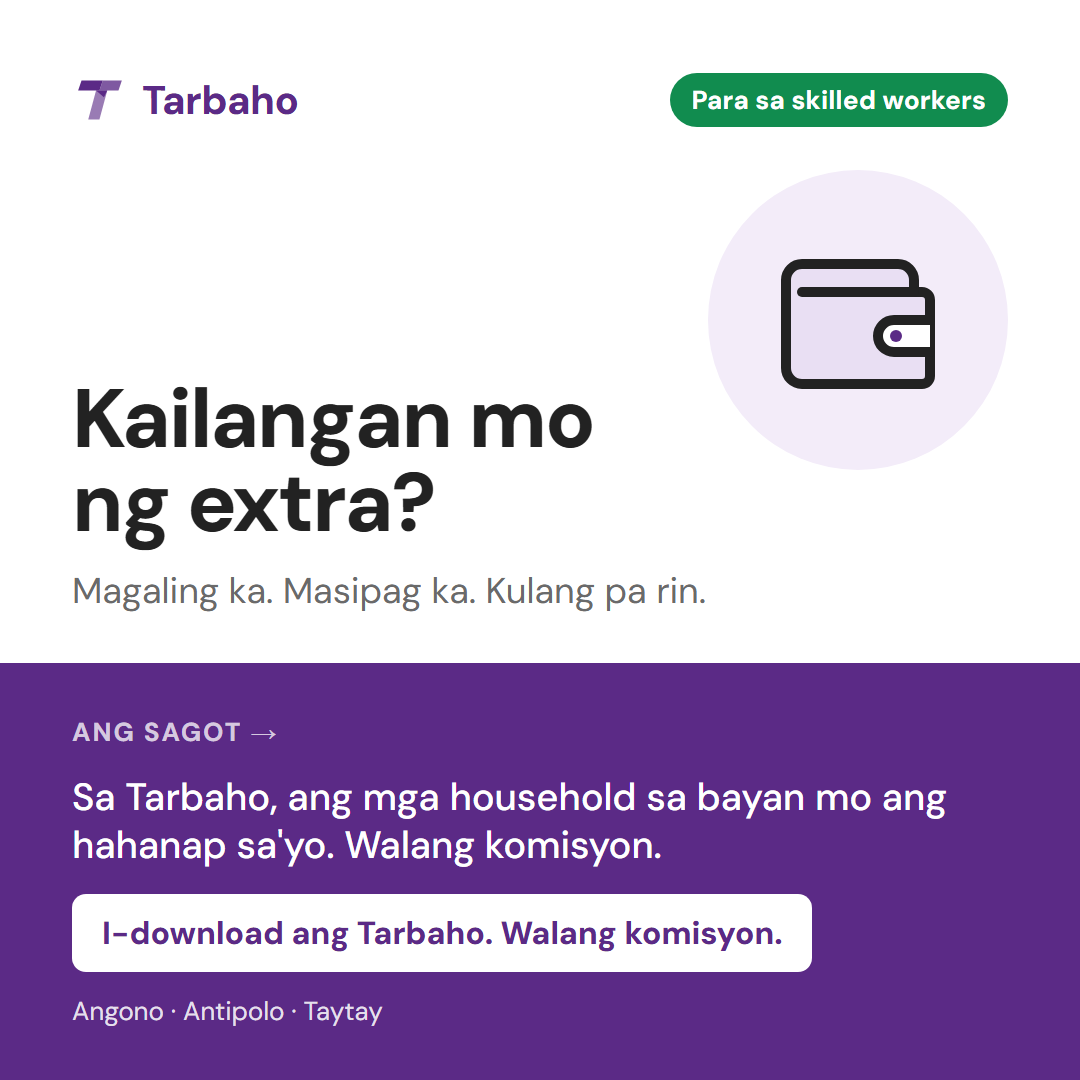 Tarbaho
Para sa skilled workers
Kailangan mo
ng extra?
Magaling ka. Masipag ka. Kulang pa rin.
ANG SAGOT →
Sa Tarbaho, ang mga household sa bayan mo ang
hahanap sa'yo. Walang komisyon.
I-download ang Tarbaho. Walang komisyon.
Angono · Antipolo · Taytay